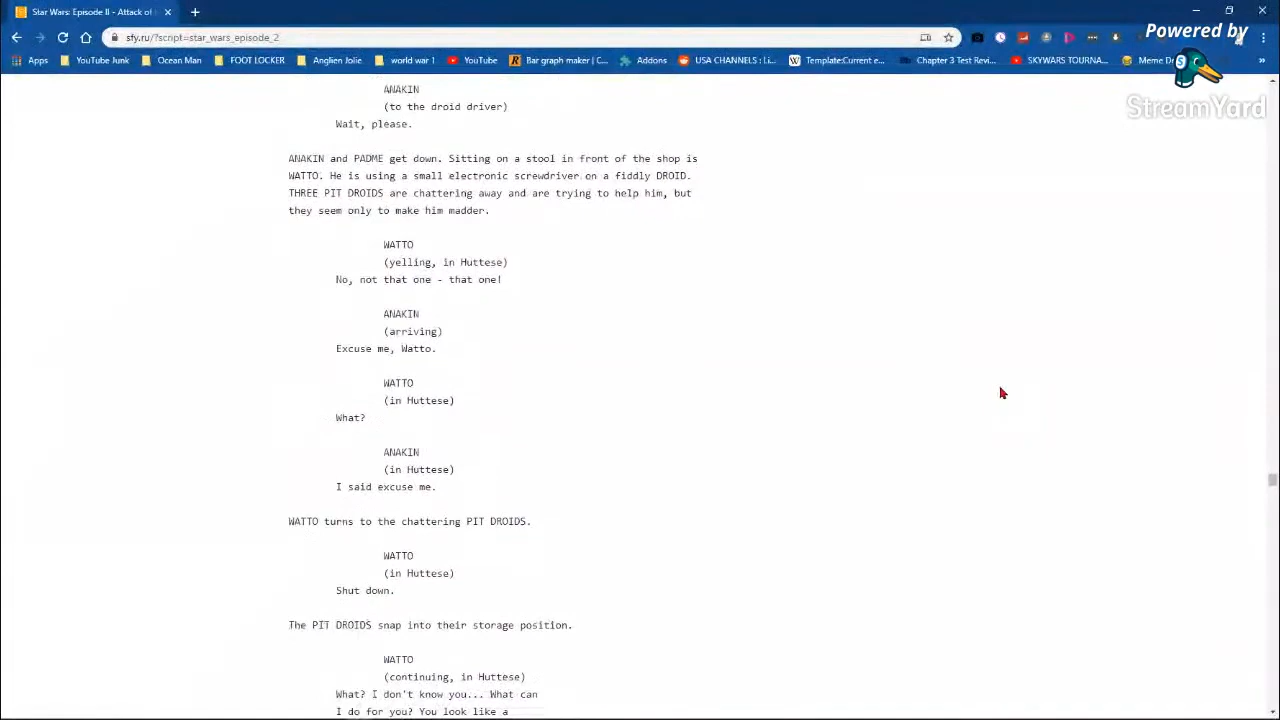 Star Wars: Episode II - Attack of
Powered by
sfy.ru/?script=star_wars_episode_2
Apps YouTube Junk Ocean Man FOOT LOCKER Anglien Jolie world war 1 YouTube Bar graph maker | C... Addons USA CHANNELS : Li... Template:Current e... Chapter 3 Test Revi... SKYWARS TOURNA... Meme De
StreamYard
ANAKIN
(to the droid driver)
Wait, please.
ANAKIN and PADME get down. Sitting on a stool in front of the shop is
WATTO. He is using a small electronic screwdriver on a fiddly DROID.
THREE PIT DROIDS are chattering away and are trying to help him, but
they seem only to make him madder.
WATTO
(yelling, in Huttese)
No, not that one - that one!
ANAKIN
(arriving)
Excuse me, Watto.
WATTO
(in Huttese)
What?
ANAKIN
(in Huttese)
I said excuse me.
WATTO turns to the chattering PIT DROIDS.
WATTO
(in Huttese)
Shut down.
The PIT DROIDS snap into their storage position.
WATTO
(continuing, in Huttese)
What? I don't know you... What can
I do for you? You look like a